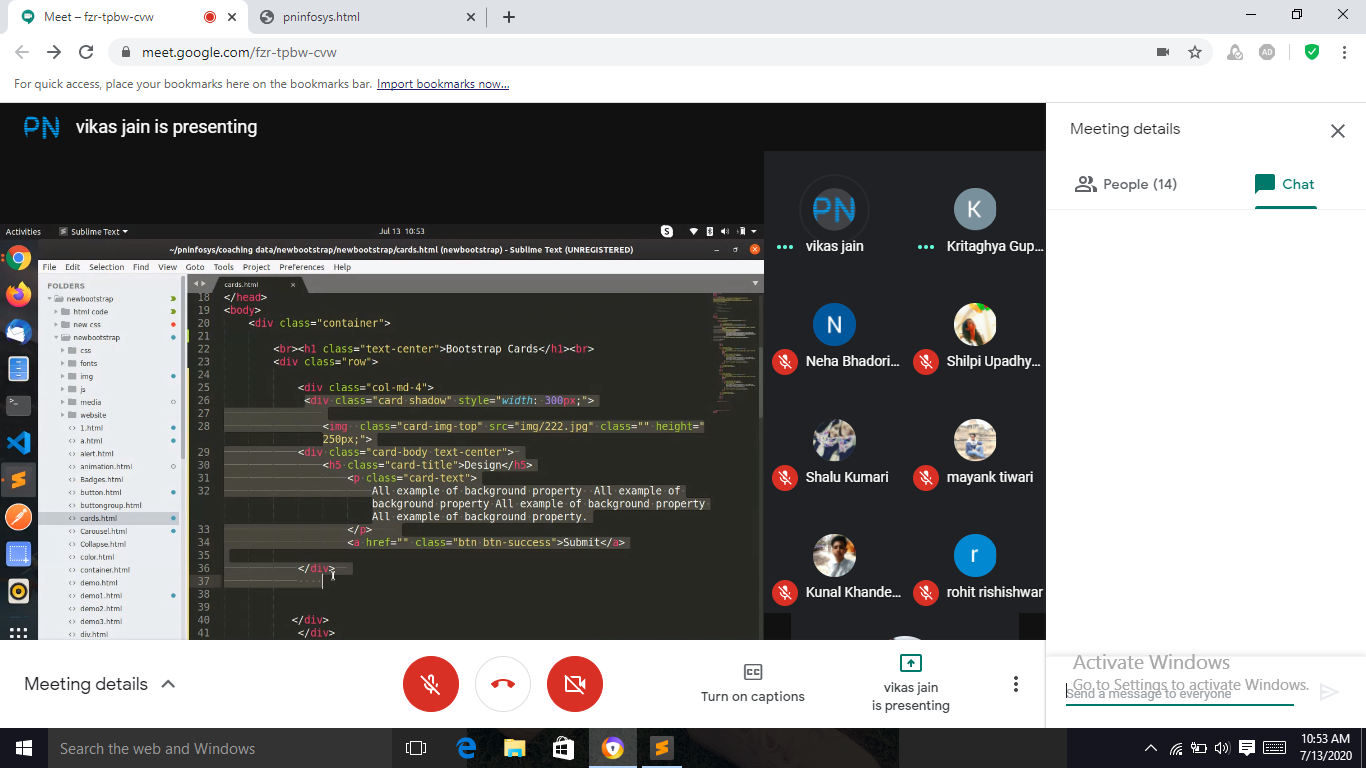 Meet – fzr-tpbw-cvw
pninfosys.html
meet.google.com/fzr-tpbw-cvw
AD
For quick access, place your bookmarks here on the bookmarks bar. Import bookmarks now...
PN vikas jain is presenting
Meeting details
People (14)
Chat
Activities
Sublime Text
Jul 13 10:53
~/pninfosys/coaching data/newbootstrap/newbootstrap/cards.html (newbootstrap) - Sublime Text (UNREGISTERED)
File Edit Selection Find View Goto Tools Project Preferences Help
FOLDERS
newbootstrap
html code
new css
newbootstrap
css
fonts
img
js
media
website
1.html
a.html
alert.html
animation.html
Badges.html
button.html
buttongroup.html
cards.html
Carousel.html
Collapse.html
color.html
container.html
demo.html
demo1.html
demo2.html
demo3.html
div.html
cards.html
18 </head>
19 <body>
20 <div class="container">
21
22 <br><h1 class="text-center">Bootstrap Cards</h1><br>
23 <div class="row">
24
25 <div class="col-md-4">
26 <div class="card shadow" style="width: 300px;">
27
28 <img class="card-img-top" src="img/222.jpg" class="" height="
250px;">
29 <div class="card-body text-center">
30 <h5 class="card-title">Design</h5>
31 <p class="card-text">
32 All example of background property All example of
background property All example of background property
All example of background property.
33 </p>
34 <a href="" class="btn btn-success">Submit</a>
35
36 </div>
37
38
39
40 </div>
41 </div>
PN
vikas jain
K
Kritaghya Gup...
N
Neha Bhadori...
Shilpi Upadhy...
Shalu Kumari
mayank tiwari
Kunal Khande...
r
rohit rishishwar
Meeting details
Turn on captions
vikas jain
is presenting
Activate Windows
Go to Settings to activate Windows.
Send a message to everyone
Search the web and Windows
10:53 AM
7/13/2020